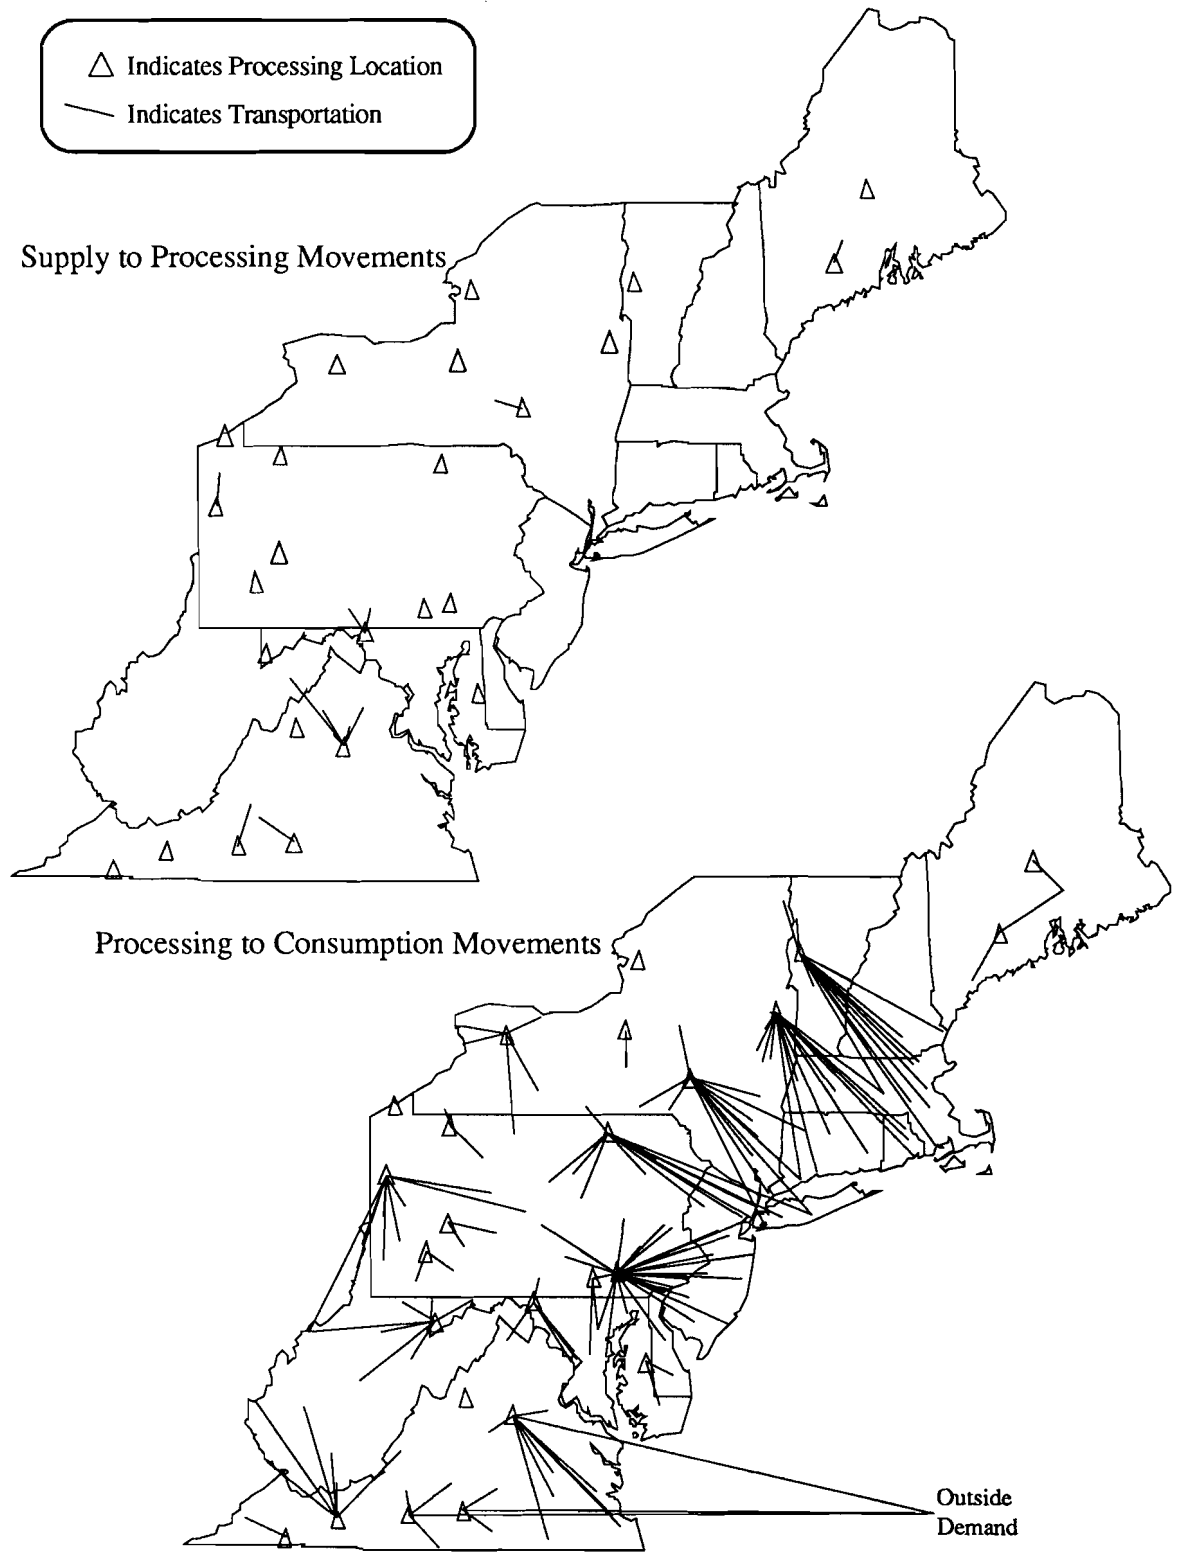 Indicates Processing Location
Indicates Transportation
Supply to Processing Movements
Processing to Consumption Movements
Outside
Demand